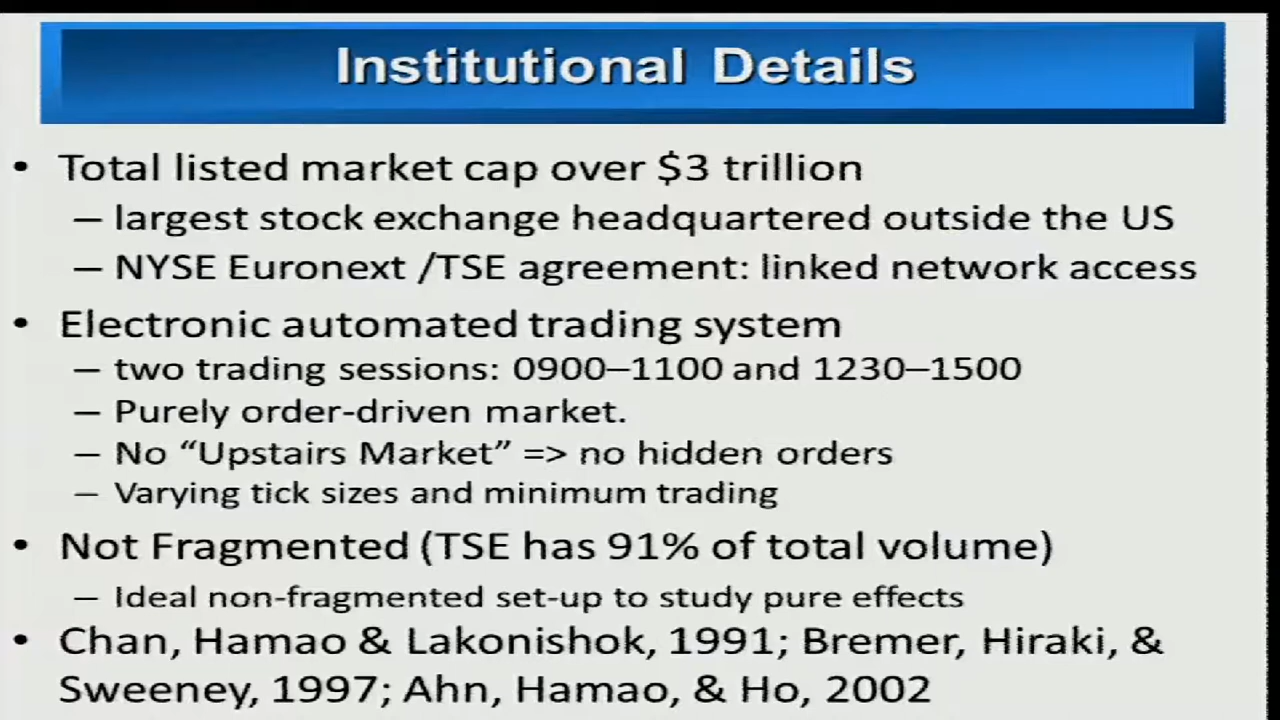 Institutional Details
• Total listed market cap over $3 trillion
– largest stock exchange headquartered outside the US
– NYSE Euronext /TSE agreement: linked network access
• Electronic automated trading system
– two trading sessions: 0900–1100 and 1230–1500
– Purely order-driven market.
– No “Upstairs Market” => no hidden orders
– Varying tick sizes and minimum trading
• Not Fragmented (TSE has 91% of total volume)
– Ideal non-fragmented set-up to study pure effects
• Chan, Hamao & Lakonishok, 1991; Bremer, Hiraki, &
Sweeney, 1997; Ahn, Hamao, & Ho, 2002